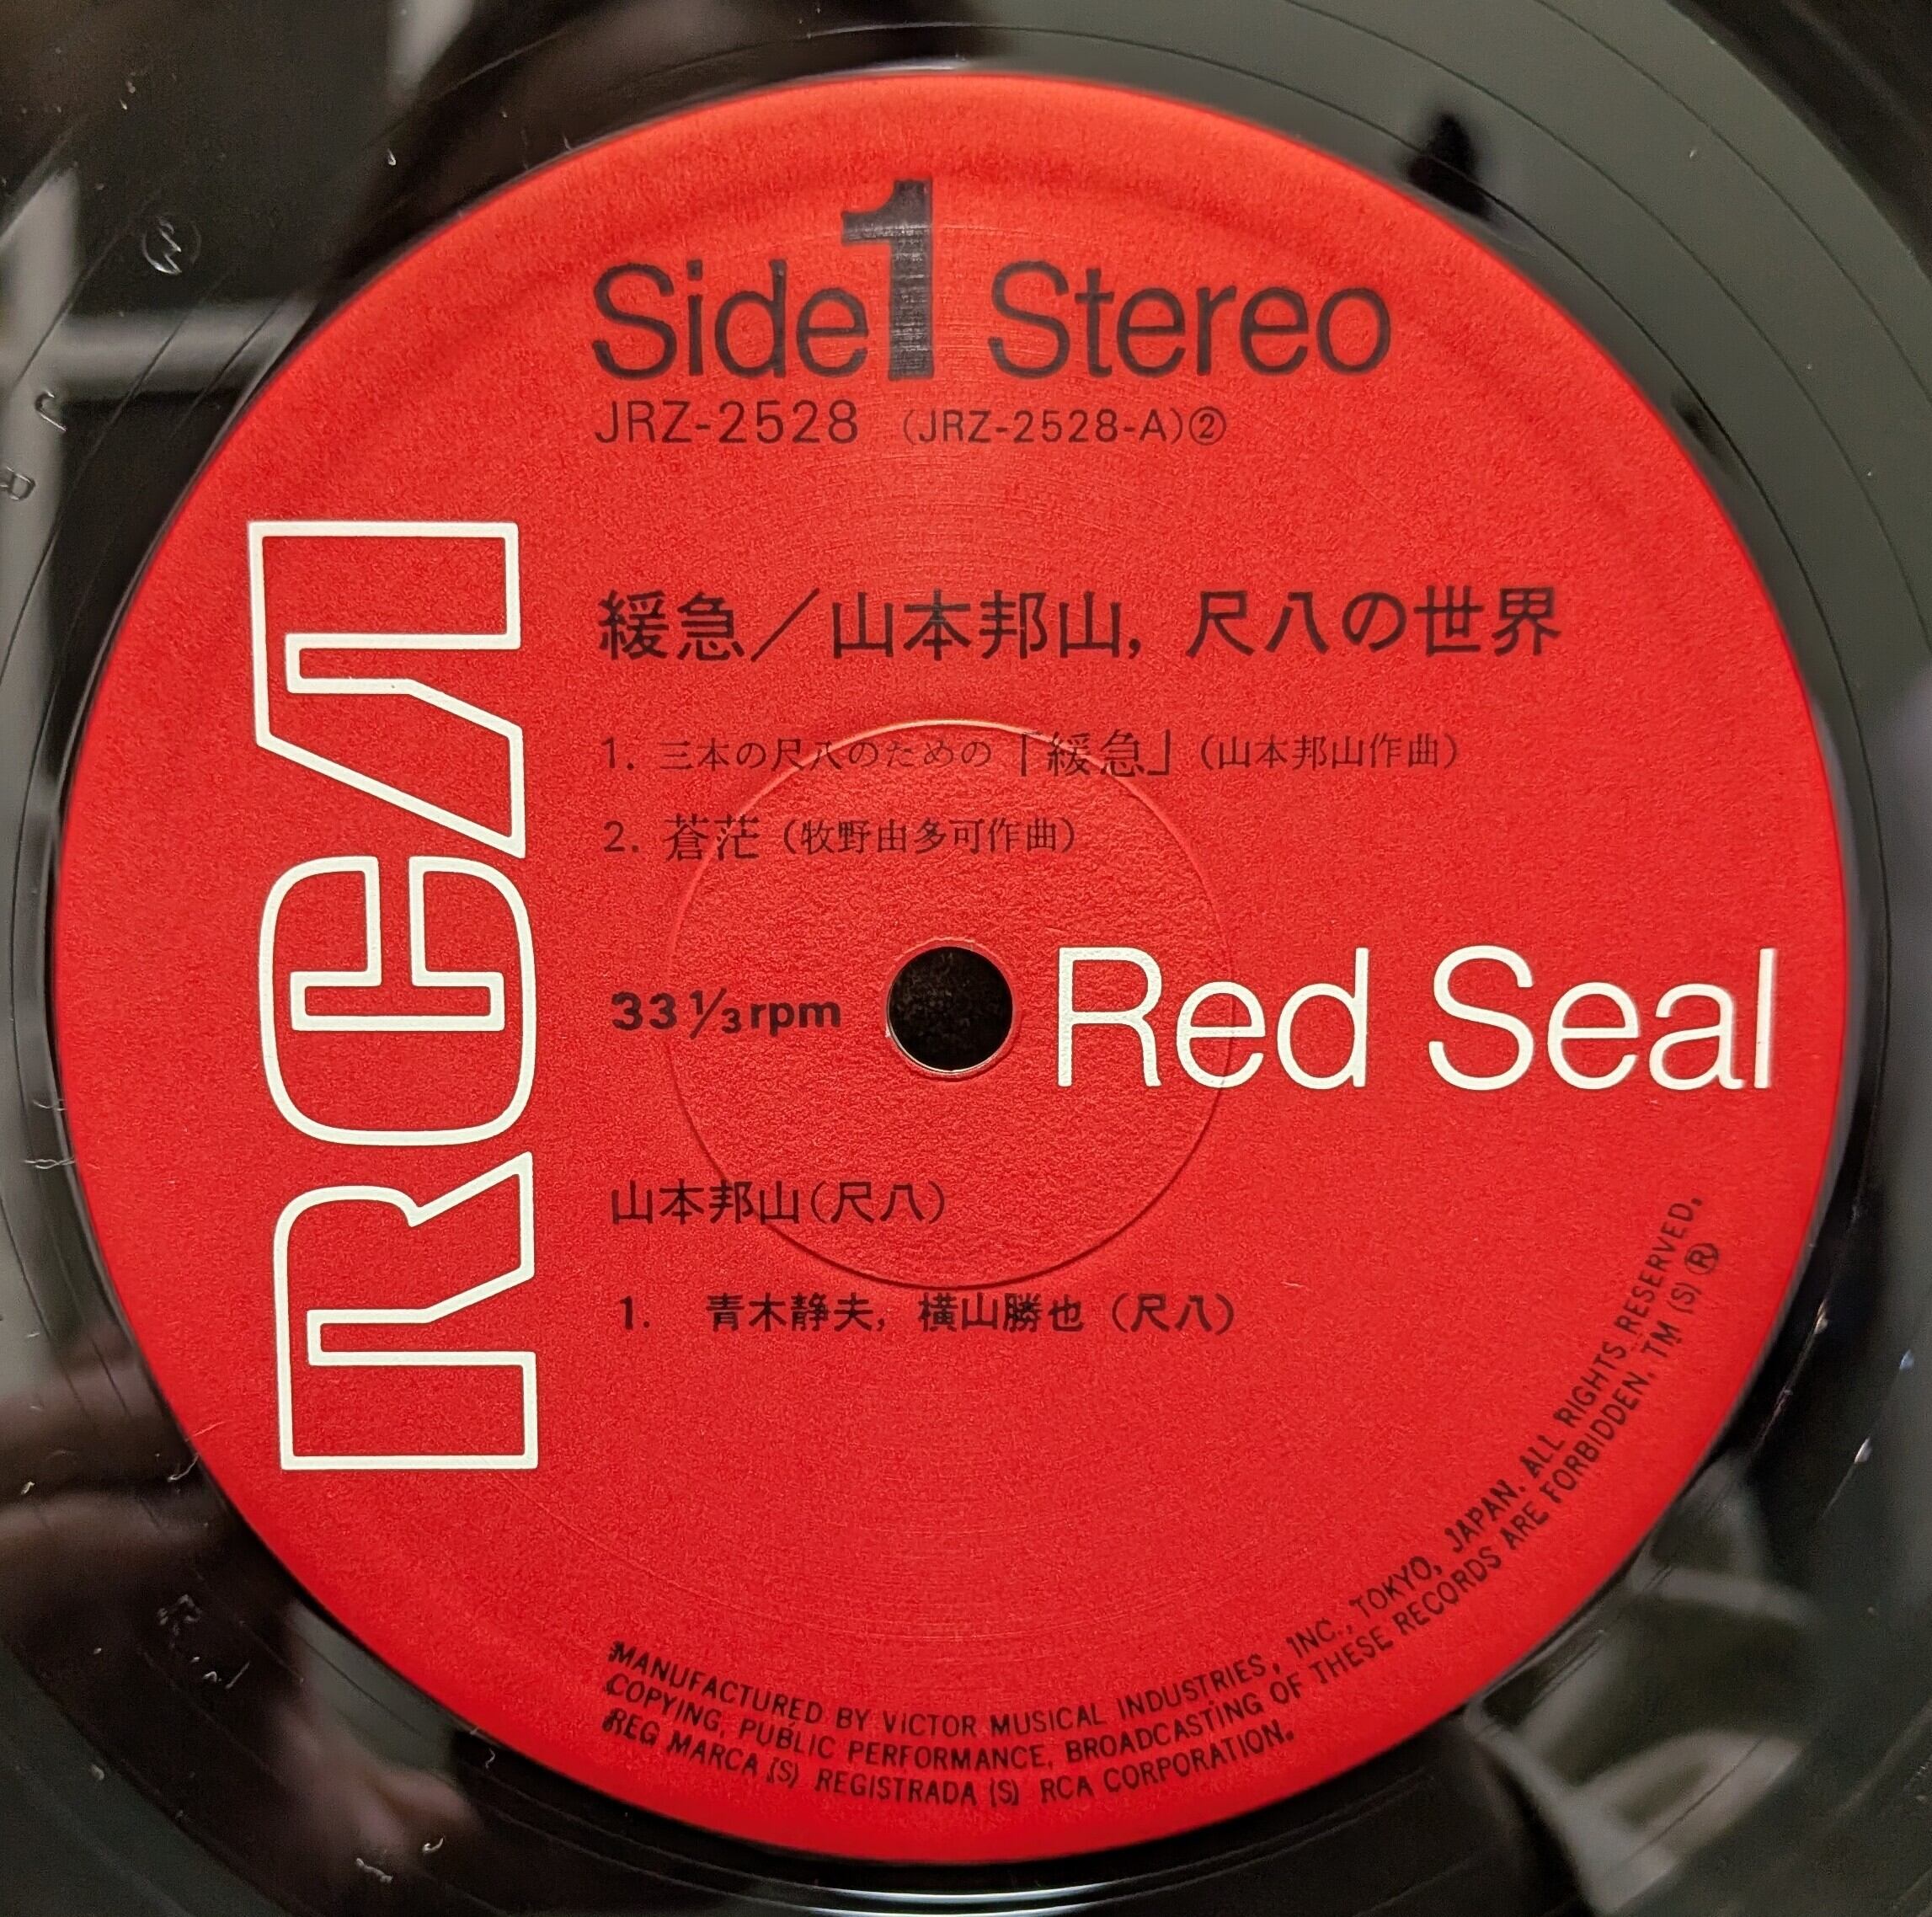 Side 1 Stereo
JRZ-2528 (JRZ-2528-A)②
緩急／山本邦山，尺八の世界
1. 三本の尺八のための「緩急」（山本邦山作曲）
2. 蒼茫（牧野由多可作曲）
RCA
33 1/3 rpm
Red Seal
山本邦山（尺八）
1. 青木静夫，横山勝也（尺八）
MANUFACTURED BY VICTOR MUSICAL INDUSTRIES, INC., TOKYO, JAPAN. ALL RIGHTS RESERVED.
COPYING, PUBLIC PERFORMANCE, BROADCASTING OF THESE RECORDS ARE FORBIDDEN. TM (S) Ⓡ
REG MARCA (S) REGISTRADA (S) RCA CORPORATION.